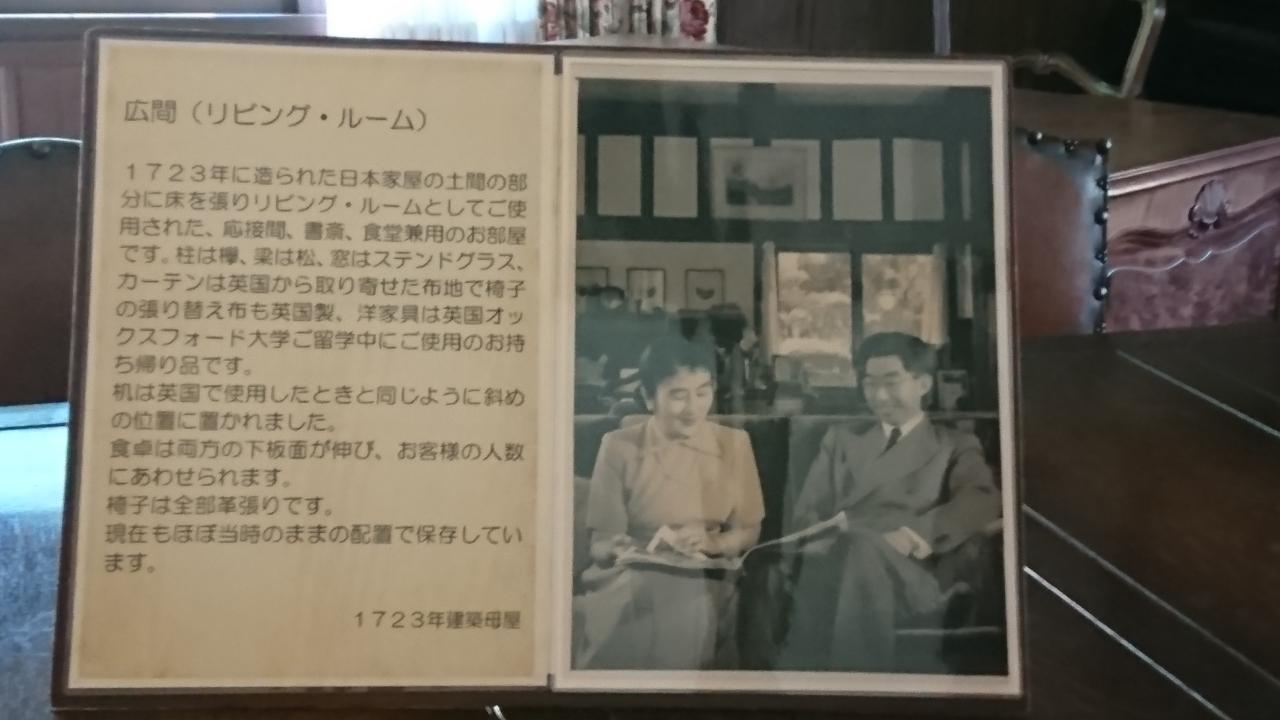 広間（リビング・ルーム）
１７２３年に造られた日本家屋の土間の部
分に床を張りリビング・ルームとしてご使
用された、応接間、書斎、食堂兼用のお部屋
です。柱は欅、梁は松、窓はステンドグラス、
カーテンは英国から取り寄せた布地で椅子
の張り替え布も英国製、洋家具は英国オッ
クスフォード大学ご留学中にご使用のお持
ち帰り品です。
机は英国で使用したときと同じように斜め
の位置に置かれました。
食卓は両方の下板面が伸び、お客様の人数
にあわせられます。
椅子は全部革張りです。
現在もほぼ当時のままの配置で保存してい
ます。
１７２３年建築母屋